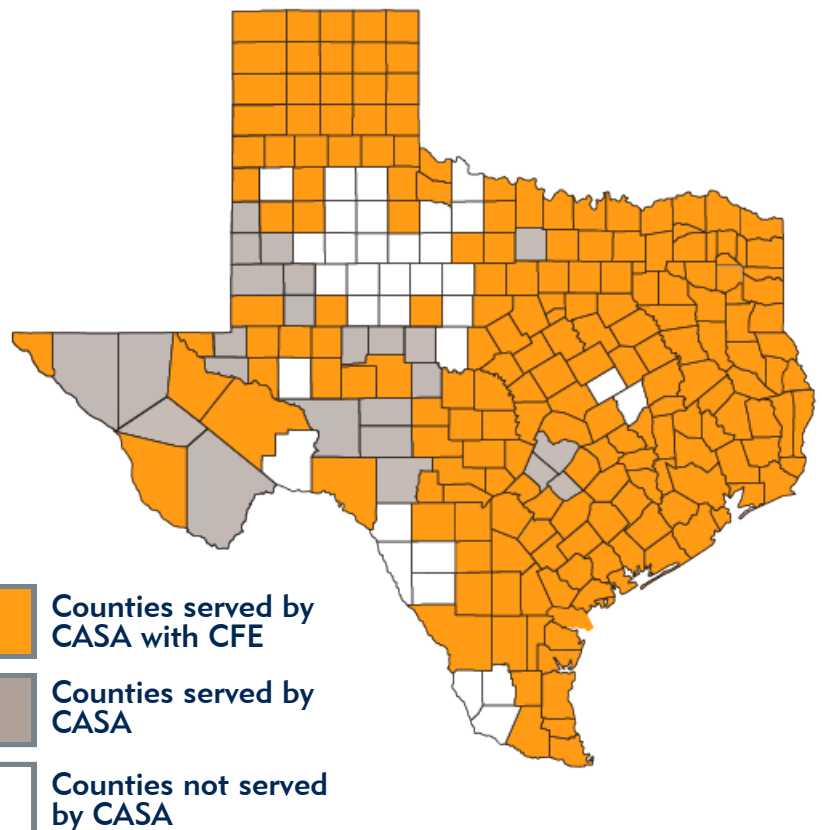 Counties served by
CASA with CFE
Counties served by
CASA
Counties not served
by CASA